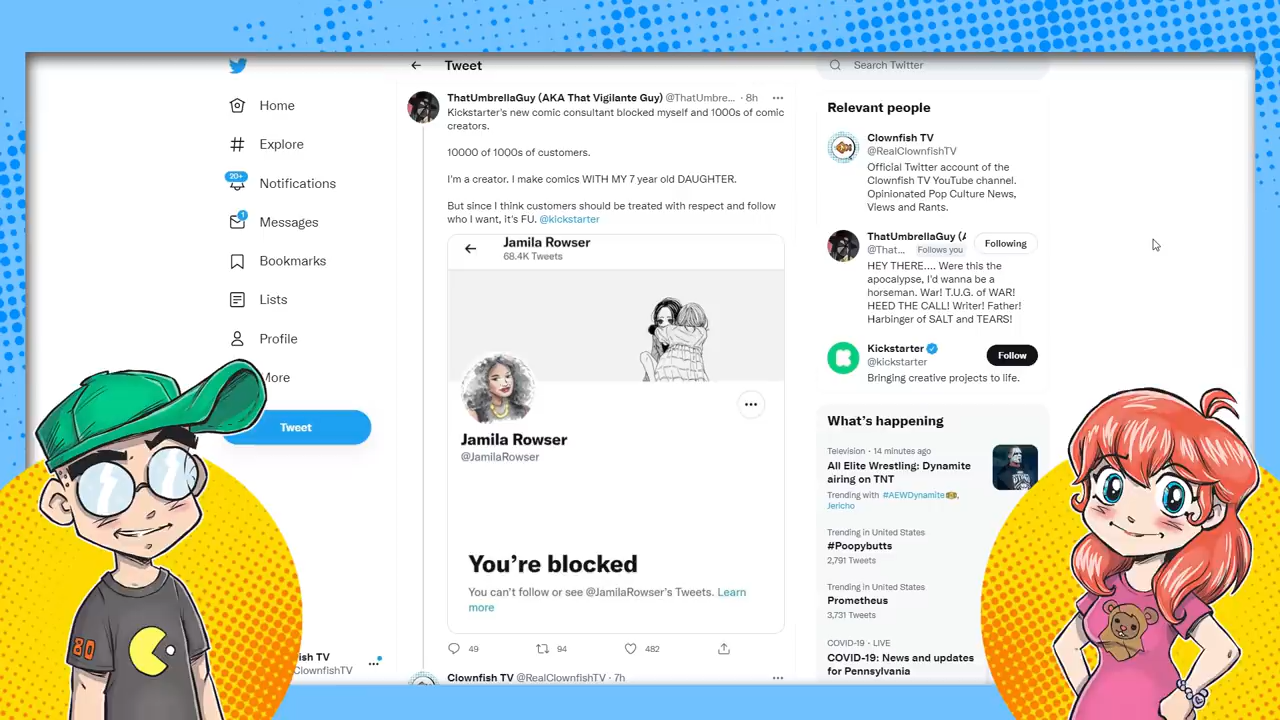 Home
Explore
20+
Notifications
1
Messages
Bookmarks
Lists
Profile
More
Tweet
ish TV
ClownfishTV
80
Tweet
ThatUmbrellaGuy (AKA That Vigilante Guy) @ThatUmbre... · 8h
Kickstarter's new comic consultant blocked myself and 1000s of comic
creators.
10000 of 1000s of customers.
I'm a creator. I make comics WITH MY 7 year old DAUGHTER.
But since I think customers should be treated with respect and follow
who I want, it's FU. @kickstarter
Jamila Rowser
68.4K Tweets
Jamila Rowser
@JamilaRowser
You're blocked
You can't follow or see @JamilaRowser's Tweets. Learn
more
49
94
482
Clownfish TV @RealClownfishTV · 7h
Search Twitter
Relevant people
Clownfish TV
@RealClownfishTV
Official Twitter account of the
Clownfish TV YouTube channel.
Opinionated Pop Culture News,
Views and Rants.
ThatUmbrellaGuy (A
@That... Follows you
Following
HEY THERE.... Were this the
apocalypse, I'd wanna be a
horseman. War! T.U.G. of WAR!
HEED THE CALL! Writer! Father!
Harbinger of SALT and TEARS!
Kickstarter
@kickstarter
Follow
Bringing creative projects to life.
What's happening
Television · 14 minutes ago
All Elite Wrestling: Dynamite
airing on TNT
Trending with #AEWDynamite,
Jericho
Trending in United States
#Poopybutts
2,791 Tweets
Trending in United States
Prometheus
3,731 Tweets
COVID-19 · LIVE
COVID-19: News and updates
for Pennsylvania